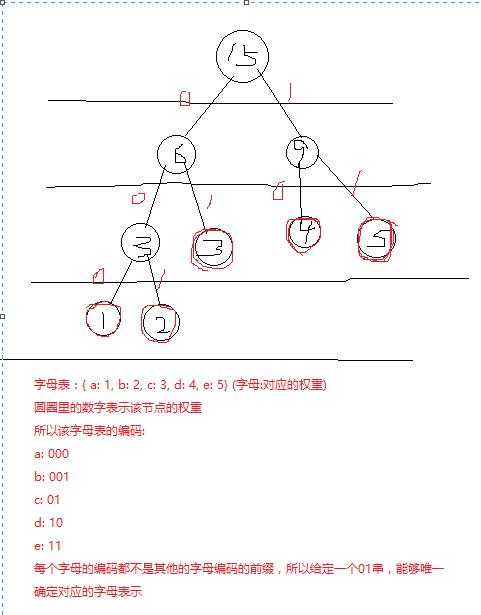 15
0 1
6 9
0 1 0 1
3 3 4 5
0 1
1 2
字母表：{ a: 1, b: 2, c: 3, d: 4, e: 5} (字母:对应的权重)
圆圈里的数字表示该节点的权重
所以该字母表的编码:
a: 000
b: 001
c: 01
d: 10
e: 11
每个字母的编码都不是其他的字母编码的前缀，所以给定一个01串，能够唯一
确定对应的字母表示